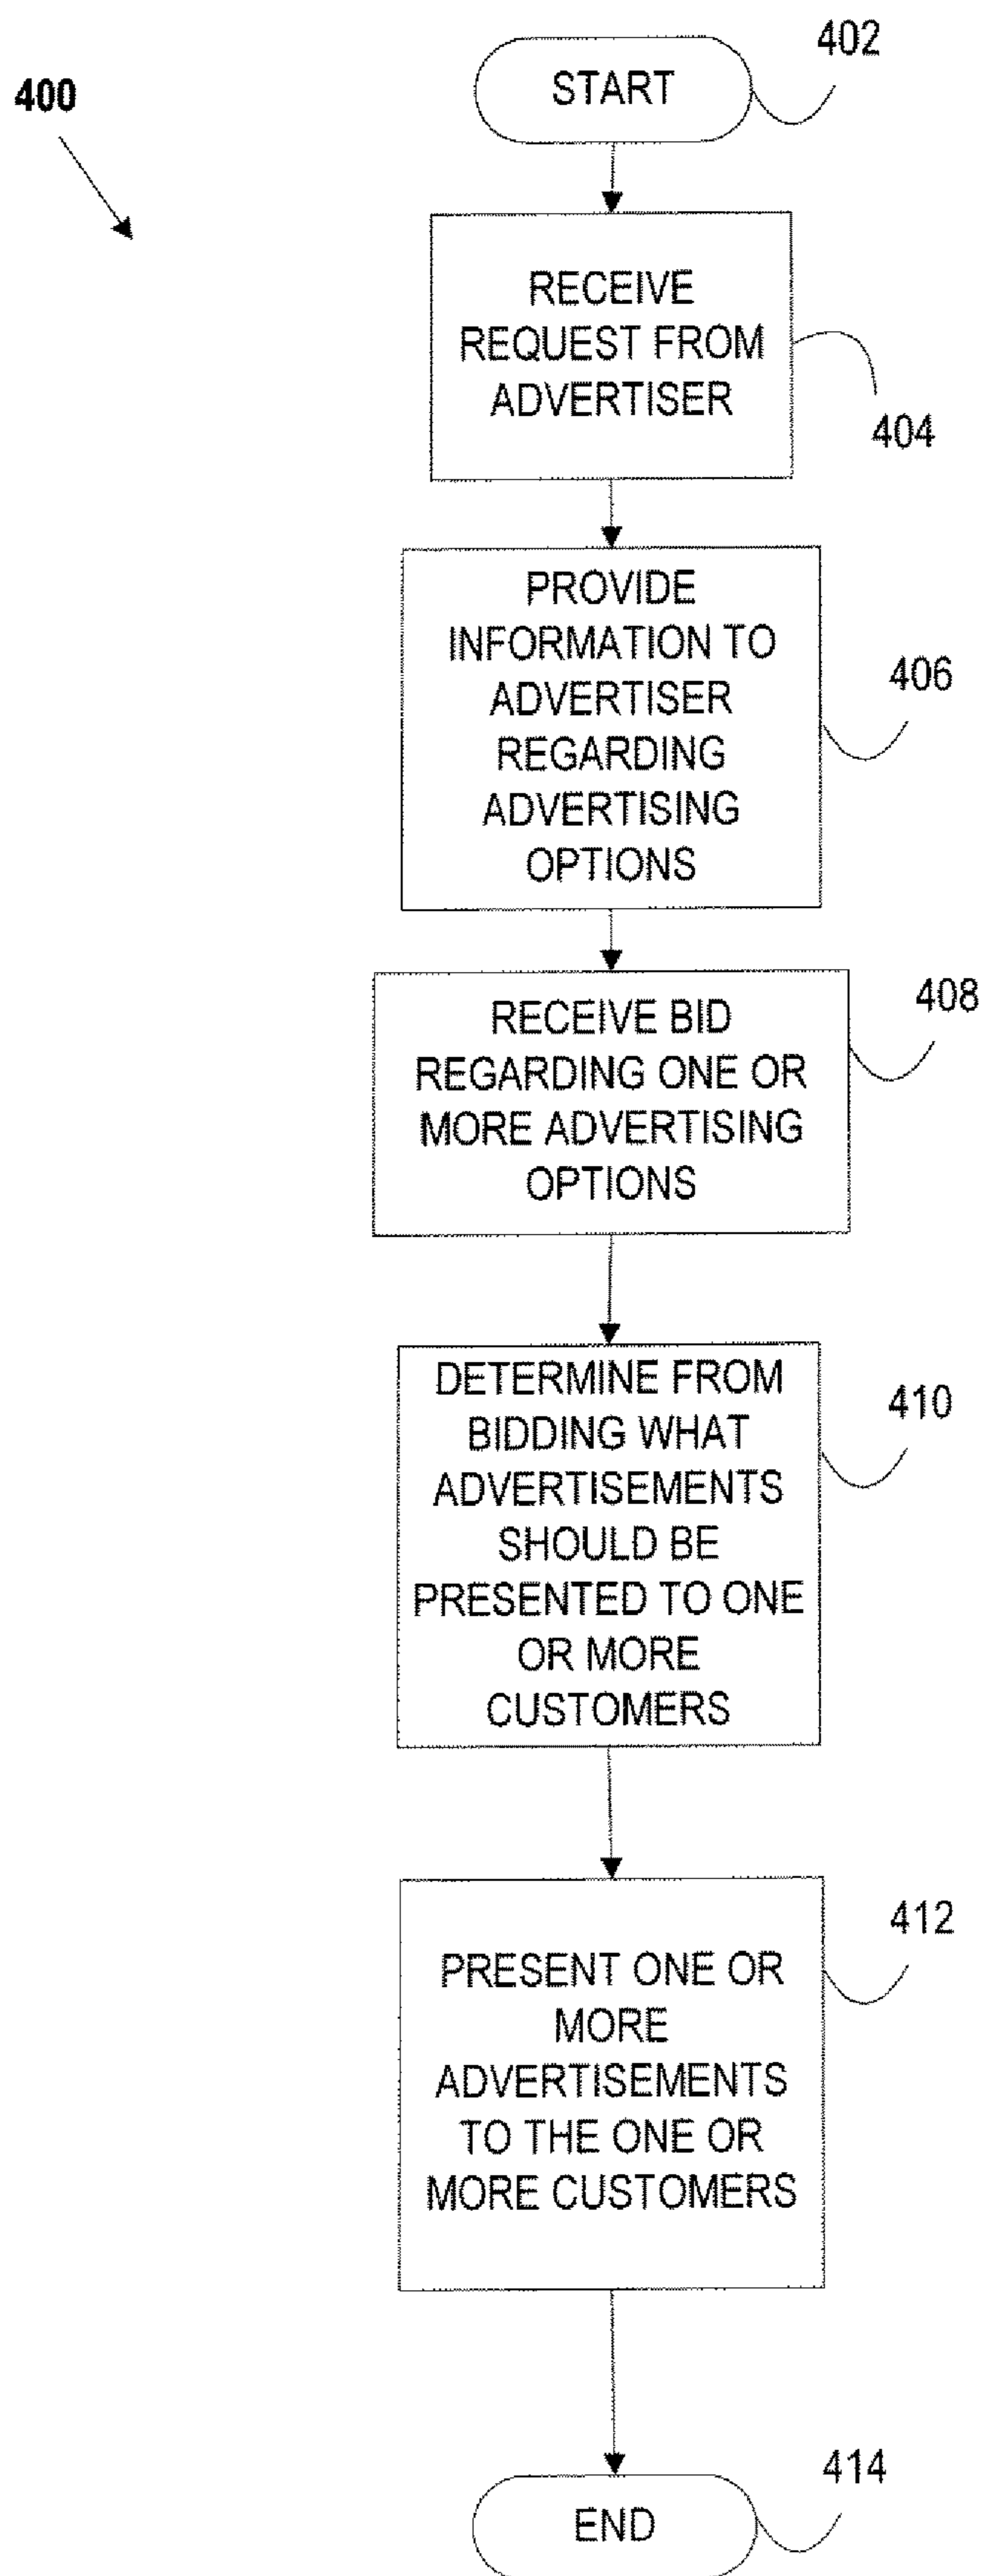 402
START
400
RECEIVE
REQUEST FROM
ADVERTISER
404
PROVIDE
INFORMATION TO
ADVERTISER
REGARDING
ADVERTISING
OPTIONS
406
RECEIVE BID
REGARDING ONE OR
MORE ADVERTISING
OPTIONS
408
DETERMINE FROM
BIDDING WHAT
ADVERTISEMENTS
SHOULD BE
PRESENTED TO ONE
OR MORE
CUSTOMERS
410
PRESENT ONE OR
MORE
ADVERTISEMENTS
TO THE ONE OR
MORE CUSTOMERS
412
END
414